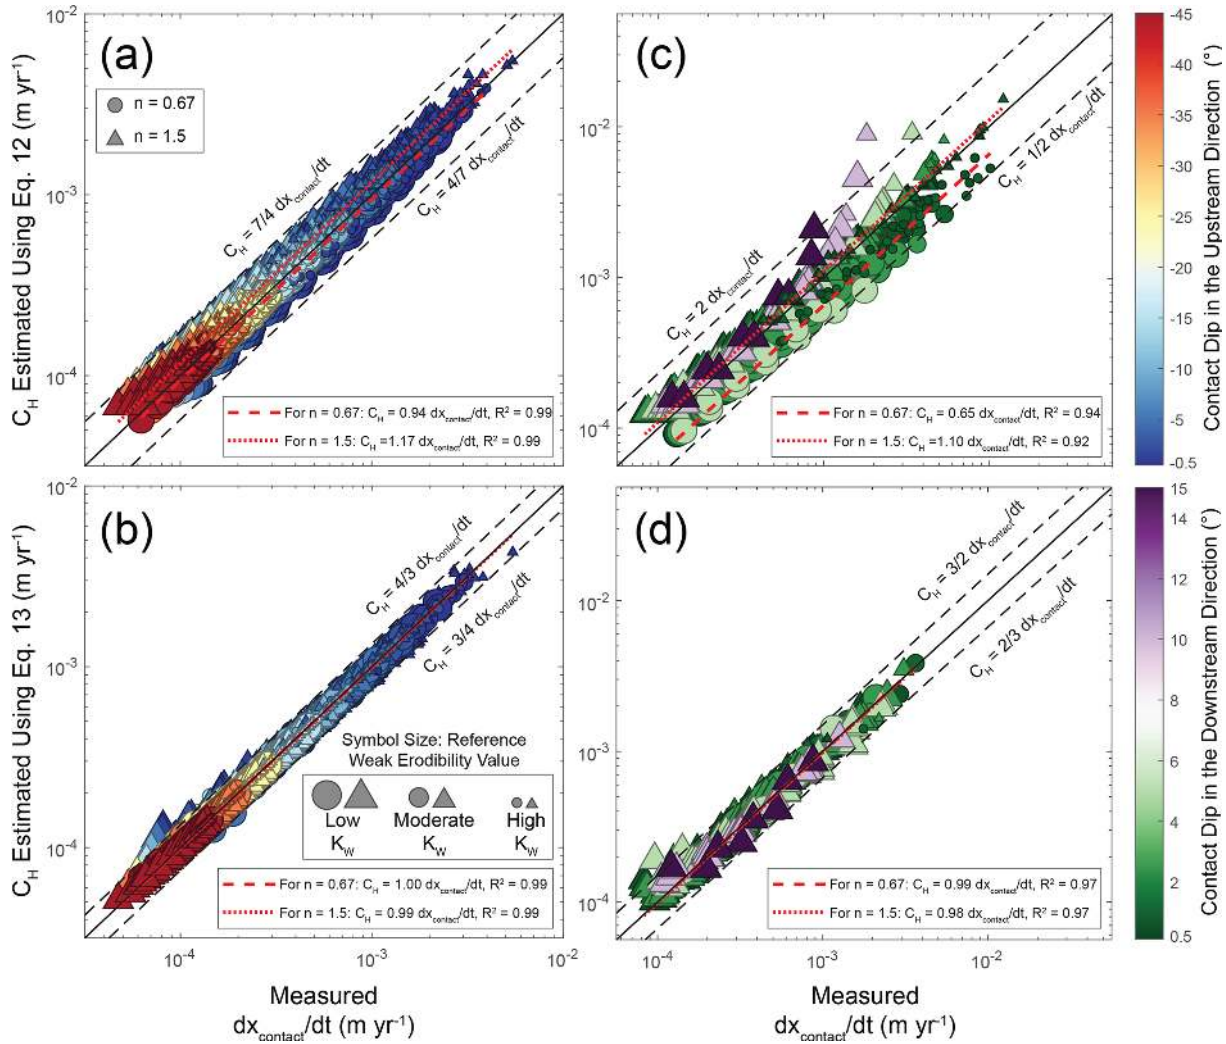 (a)
n = 0.67
n = 1.5
C_H = 7/4 dx_contact/dt
C_H = 4/7 dx_contact/dt
For n = 0.67: C_H = 0.94 dx_contact/dt, R² = 0.99
For n = 1.5: C_H =1.17 dx_contact/dt, R² = 0.99
C_H Estimated Using Eq. 12 (m yr⁻¹)
10⁻²
10⁻³
10⁻⁴
(c)
C_H = 2 dx_contact/dt
C_H = 1/2 dx_contact/dt
For n = 0.67: C_H = 0.65 dx_contact/dt, R² = 0.94
For n = 1.5: C_H =1.10 dx_contact/dt, R² = 0.92
10⁻²
10⁻³
10⁻⁴
-45
-40
-35
-30
-25
-20
-15
-10
-5
-0.5
Contact Dip in the Upstream Direction (°)
(b)
C_H = 4/3 dx_contact/dt
C_H = 3/4 dx_contact/dt
Symbol Size: Reference
Weak Erodibility Value
Low Moderate High
K_W K_W K_W
For n = 0.67: C_H = 1.00 dx_contact/dt, R² = 0.99
For n = 1.5: C_H = 0.99 dx_contact/dt, R² = 0.99
C_H Estimated Using Eq. 13 (m yr⁻¹)
10⁻²
10⁻³
10⁻⁴
10⁻⁴ 10⁻³ 10⁻²
Measured
dx_contact/dt (m yr⁻¹)
(d)
C_H = 3/2 dx_contact/dt
C_H = 2/3 dx_contact/dt
For n = 0.67: C_H = 0.99 dx_contact/dt, R² = 0.97
For n = 1.5: C_H = 0.98 dx_contact/dt, R² = 0.97
10⁻²
10⁻³
10⁻⁴
10⁻⁴ 10⁻³ 10⁻²
Measured
dx_contact/dt (m yr⁻¹)
15
14
12
10
8
6
4
2
0.5
Contact Dip in the Downstream Direction (°)